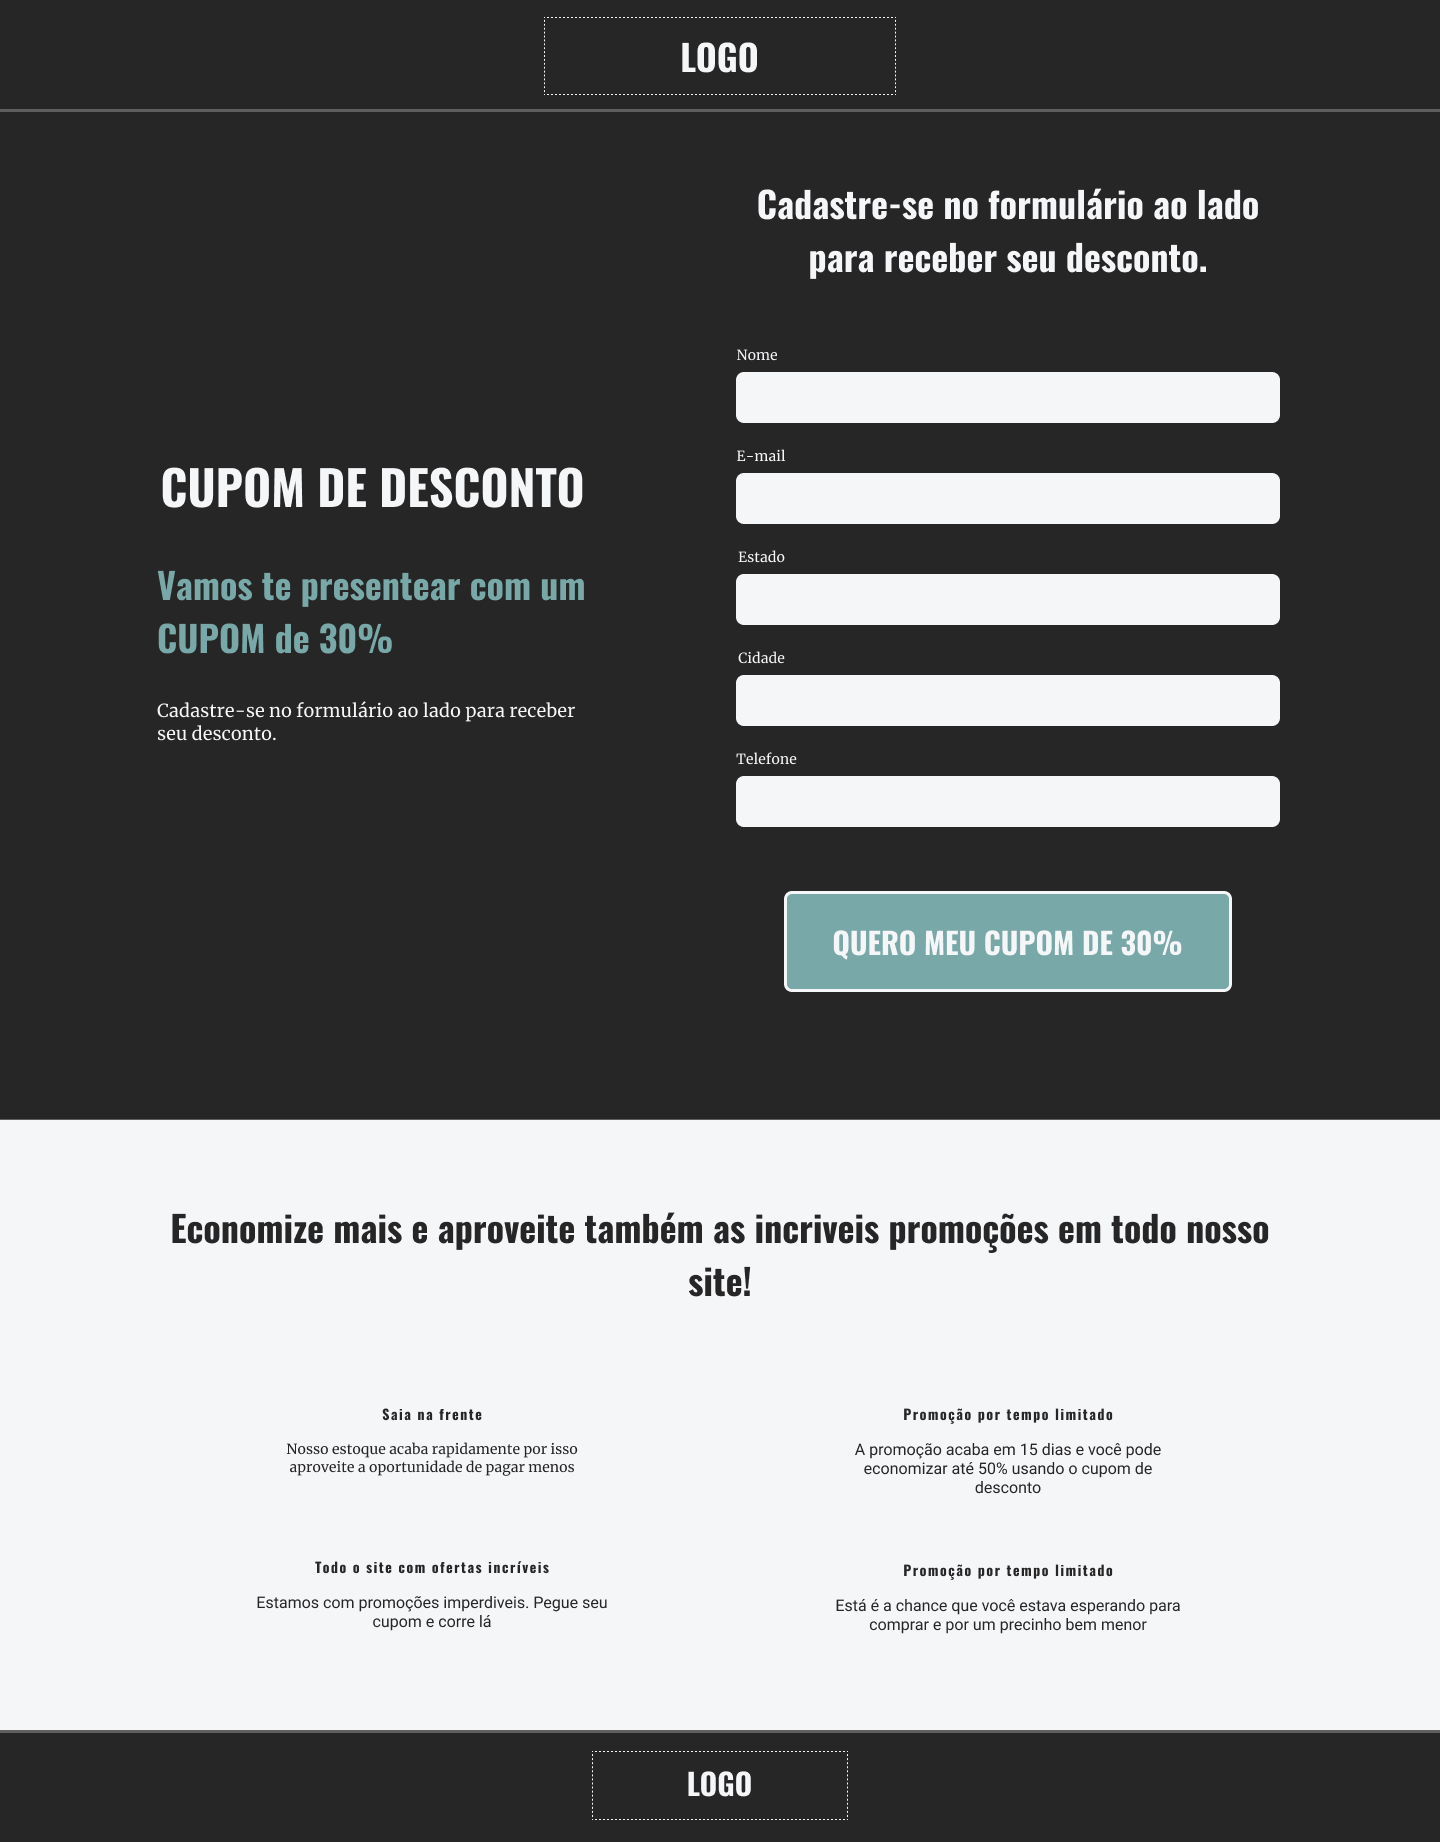 LOGO
CUPOM DE DESCONTO
Vamos te presentear com um
CUPOM de 30%
Cadastre-se no formulário ao lado para receber
seu desconto.
Cadastre-se no formulário ao lado
para receber seu desconto.
Nome
E-mail
Estado
Cidade
Telefone
QUERO MEU CUPOM DE 30%
Economize mais e aproveite também as incriveis promoções em todo nosso
site!
Saia na frente
Nosso estoque acaba rapidamente por isso
aproveite a oportunidade de pagar menos
Promoção por tempo limitado
A promoção acaba em 15 dias e você pode
economizar até 50% usando o cupom de
desconto
Todo o site com ofertas incríveis
Estamos com promoções imperdiveis. Pegue seu
cupom e corre lá
Promoção por tempo limitado
Está é a chance que você estava esperando para
comprar e por um precinho bem menor
LOGO